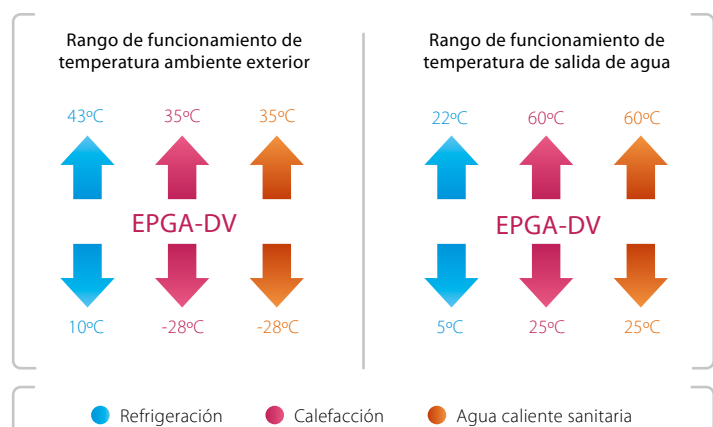 Rango de funcionamiento de
temperatura ambiente exterior
43ºC 35ºC 35ºC
EPGA-DV
10ºC -28ºC -28ºC
Rango de funcionamiento de
temperatura de salida de agua
22ºC 60ºC 60ºC
EPGA-DV
5ºC 25ºC 25ºC
Refrigeración Calefacción Agua caliente sanitaria